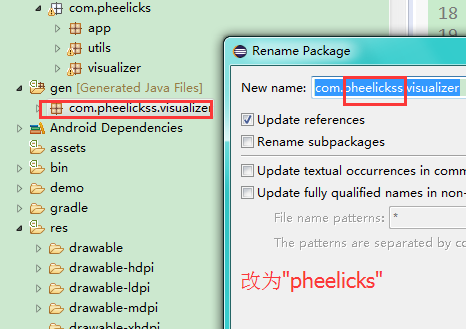 com.pheelicks
app
utils
visualizer
gen [Generated Java Files]
com.pheelickss.visualizer
Android Dependencies
assets
bin
demo
gradle
res
drawable
drawable-hdpi
drawable-ldpi
drawable-mdpi
drawable-xhdpi
18
19
Rename Package
New name: com.pheelickss.visualizer
Update references
Rename subpackages
Update textual occurrences in comm
Update fully qualified names in non-
File name patterns: *
The patterns are separated by co
改为"pheelicks"